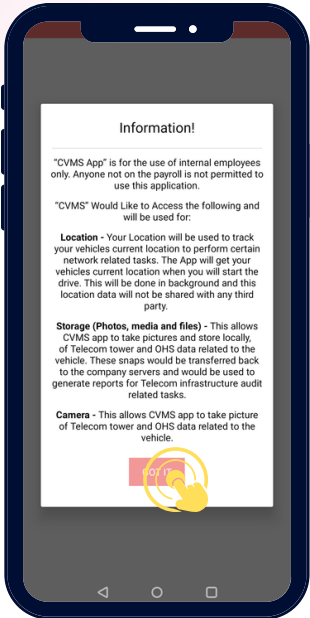 Information!
"CVMS App" is for the use of internal employees
only. Anyone not on the payroll is not permitted to
use this application.
"CVMS" Would Like to Access the following and
will be used for:
Location - Your Location will be used to track
your vehicles current location to perform certain
network related tasks. The App will get your
vehicles current location when you will start the
drive. This will be done in background and this
location data will not be shared with any third
party.
Storage (Photos, media and files) - This allows
CVMS app to take pictures and store locally,
of Telecom tower and OHS data related to the
vehicle. These snaps would be transferred back
to the company servers and would be used to
generate reports for Telecom infrastructure audit
related tasks.
Camera - This allows CVMS app to take picture
of Telecom tower and OHS data related to the
vehicle.
GOT IT